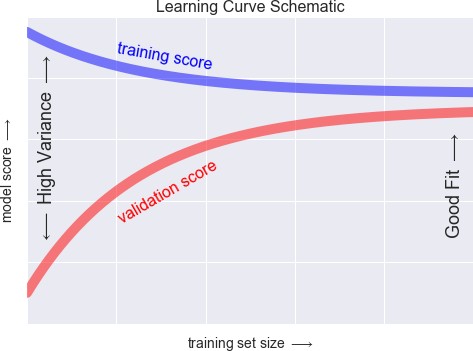 Learning Curve Schematic
training score
← High Variance →
validation score
Good Fit →
model score →
training set size →